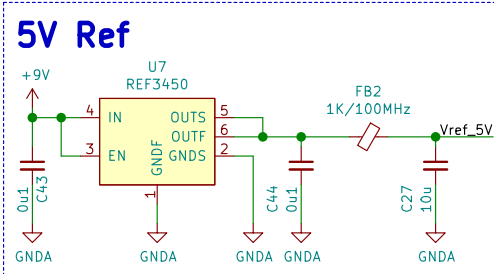 5V Ref
U7
REF3450
+9V
FB2
1K/100MHz
4 IN OUTS 5
OUTF 6
Vref_5V
3 EN GNDS 2
GNDF
1
C43
0u1
C44
0u1
C27
10u
GNDA GNDA GNDA GNDA GNDA